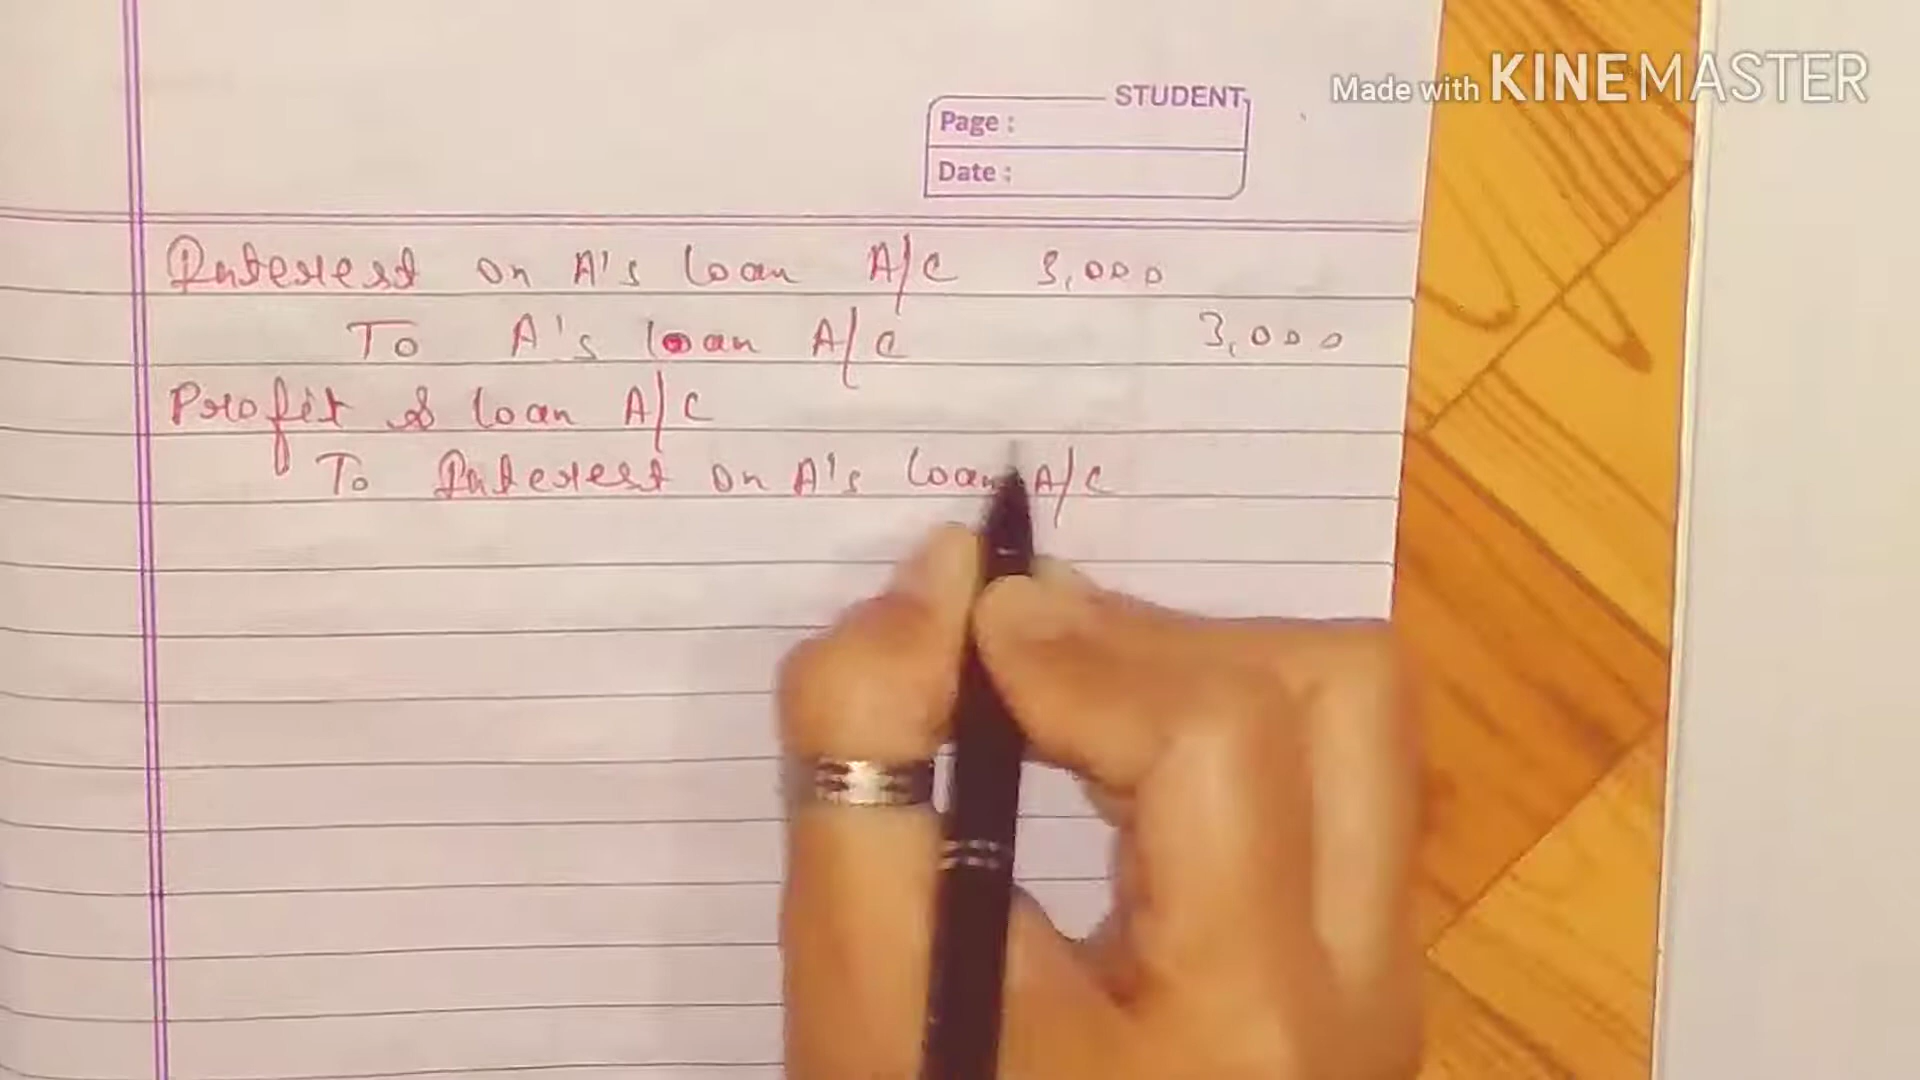 Made with KINEMASTER
STUDENT
Page :
Date :
Interest on A's loan A/C 3,000
To A's loan A/C 3,000
Profit & loan A/C
To Interest on A's loan A/C